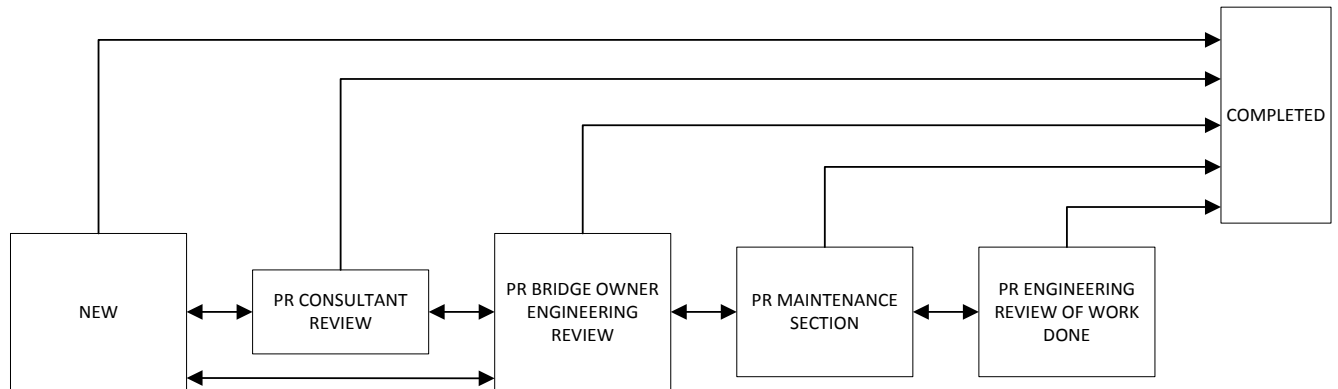 COMPLETED
NEW
PR CONSULTANT
REVIEW
PR BRIDGE OWNER
ENGINEERING
REVIEW
PR MAINTENANCE
SECTION
PR ENGINEERING
REVIEW OF WORK
DONE